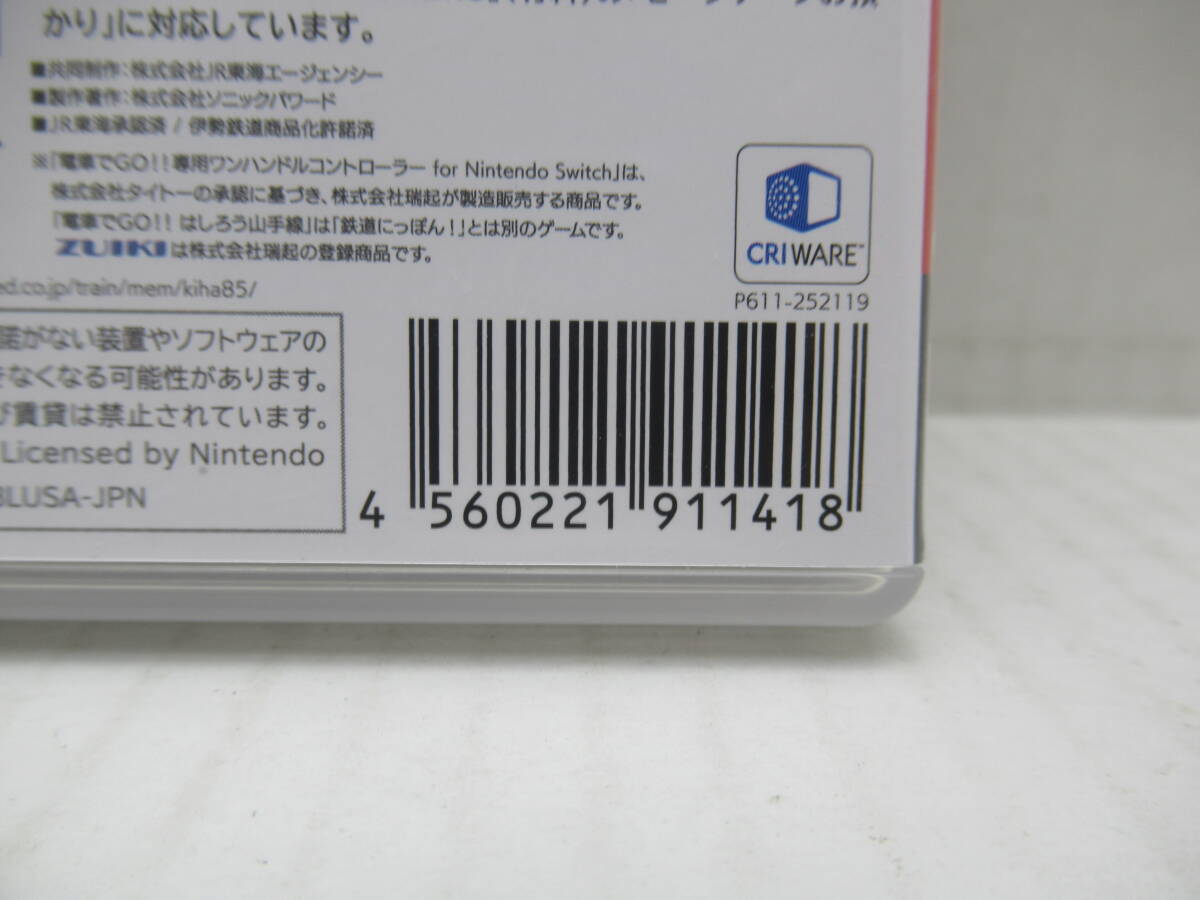 かり」に対応しています。
■共同制作：株式会社JR東海エージェンシー
■製作著作：株式会社ソニックパワード
■JR東海承認済 / 伊勢鉄道商品化許諾済
※「電車でGO！！専用ワンハンドルコントローラー for Nintendo Switch」は、
株式会社タイトーの承認に基づき、株式会社瑞起が製造販売する商品です。
「電車でGO！！ はしろう山手線」は「鉄道にっぽん！」とは別のゲームです。
ZUIKIは株式会社瑞起の登録商品です。
ed.co.jp/train/mem/kiha85/
CRIWARE™
P611-252119
諾がない装置やソフトウェアの
きなくなる可能性があります。
び賃貸は禁止されています。
Licensed by Nintendo
BLUSA-JPN
4 560221 911418